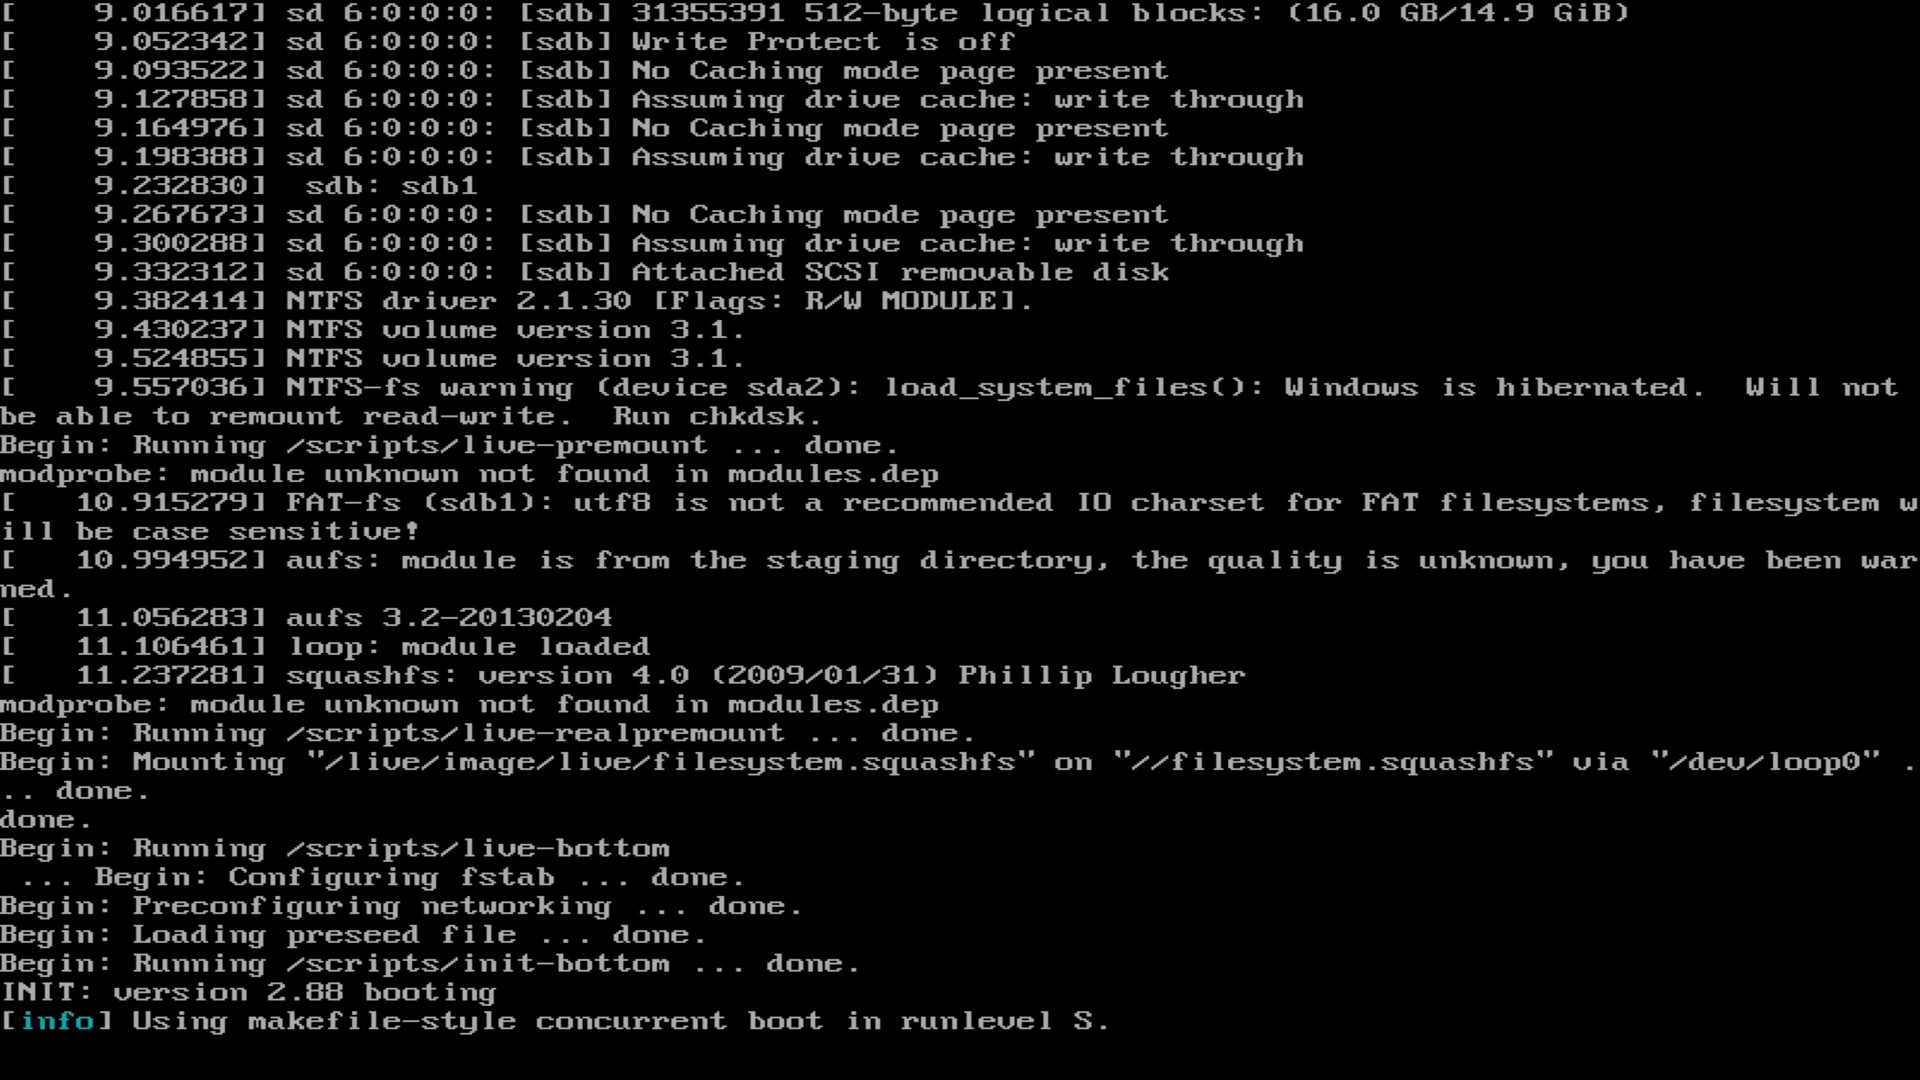 [    9.016617] sd 6:0:0:0: [sdb] 31355391 512-byte logical blocks: (16.0 GB/14.9 GiB)
[    9.052342] sd 6:0:0:0: [sdb] Write Protect is off
[    9.093522] sd 6:0:0:0: [sdb] No Caching mode page present
[    9.127858] sd 6:0:0:0: [sdb] Assuming drive cache: write through
[    9.164976] sd 6:0:0:0: [sdb] No Caching mode page present
[    9.198388] sd 6:0:0:0: [sdb] Assuming drive cache: write through
[    9.232830]  sdb: sdb1
[    9.267673] sd 6:0:0:0: [sdb] No Caching mode page present
[    9.300288] sd 6:0:0:0: [sdb] Assuming drive cache: write through
[    9.332312] sd 6:0:0:0: [sdb] Attached SCSI removable disk
[    9.382414] NTFS driver 2.1.30 [Flags: R/W MODULE].
[    9.430237] NTFS volume version 3.1.
[    9.524855] NTFS volume version 3.1.
[    9.557036] NTFS-fs warning (device sda2): load_system_files(): Windows is hibernated.  Will not
be able to remount read-write.  Run chkdsk.
Begin: Running /scripts/live-premount ... done.
modprobe: module unknown not found in modules.dep
[   10.915279] FAT-fs (sdb1): utf8 is not a recommended IO charset for FAT filesystems, filesystem w
ill be case sensitive!
[   10.994952] aufs: module is from the staging directory, the quality is unknown, you have been war
ned.
[   11.056283] aufs 3.2-20130204
[   11.106461] loop: module loaded
[   11.237281] squashfs: version 4.0 (2009/01/31) Phillip Lougher
modprobe: module unknown not found in modules.dep
Begin: Running /scripts/live-realpremount ... done.
Begin: Mounting "/live/image/live/filesystem.squashfs" on "//filesystem.squashfs" via "/dev/loop0" .
.. done.
done.
Begin: Running /scripts/live-bottom
 ... Begin: Configuring fstab ... done.
Begin: Preconfiguring networking ... done.
Begin: Loading preseed file ... done.
Begin: Running /scripts/init-bottom ... done.
INIT: version 2.88 booting
[info] Using makefile-style concurrent boot in runlevel S.